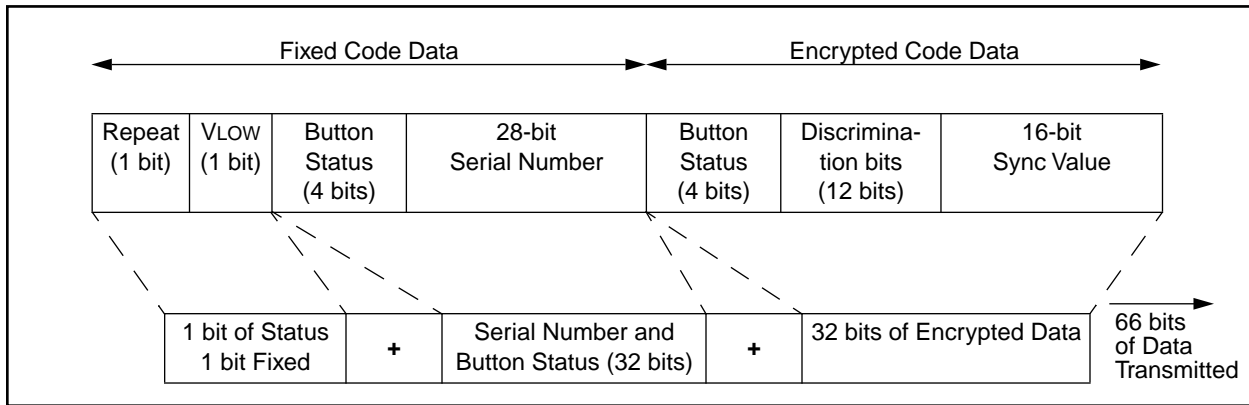 Fixed Code Data
Encrypted Code Data
Repeat
(1 bit)
VLOW
(1 bit)
Button
Status
(4 bits)
28-bit
Serial Number
Button
Status
(4 bits)
Discrimina-
tion bits
(12 bits)
16-bit
Sync Value
1 bit of Status
1 bit Fixed
+
Serial Number and
Button Status (32 bits)
+
32 bits of Encrypted Data
66 bits
of Data
Transmitted